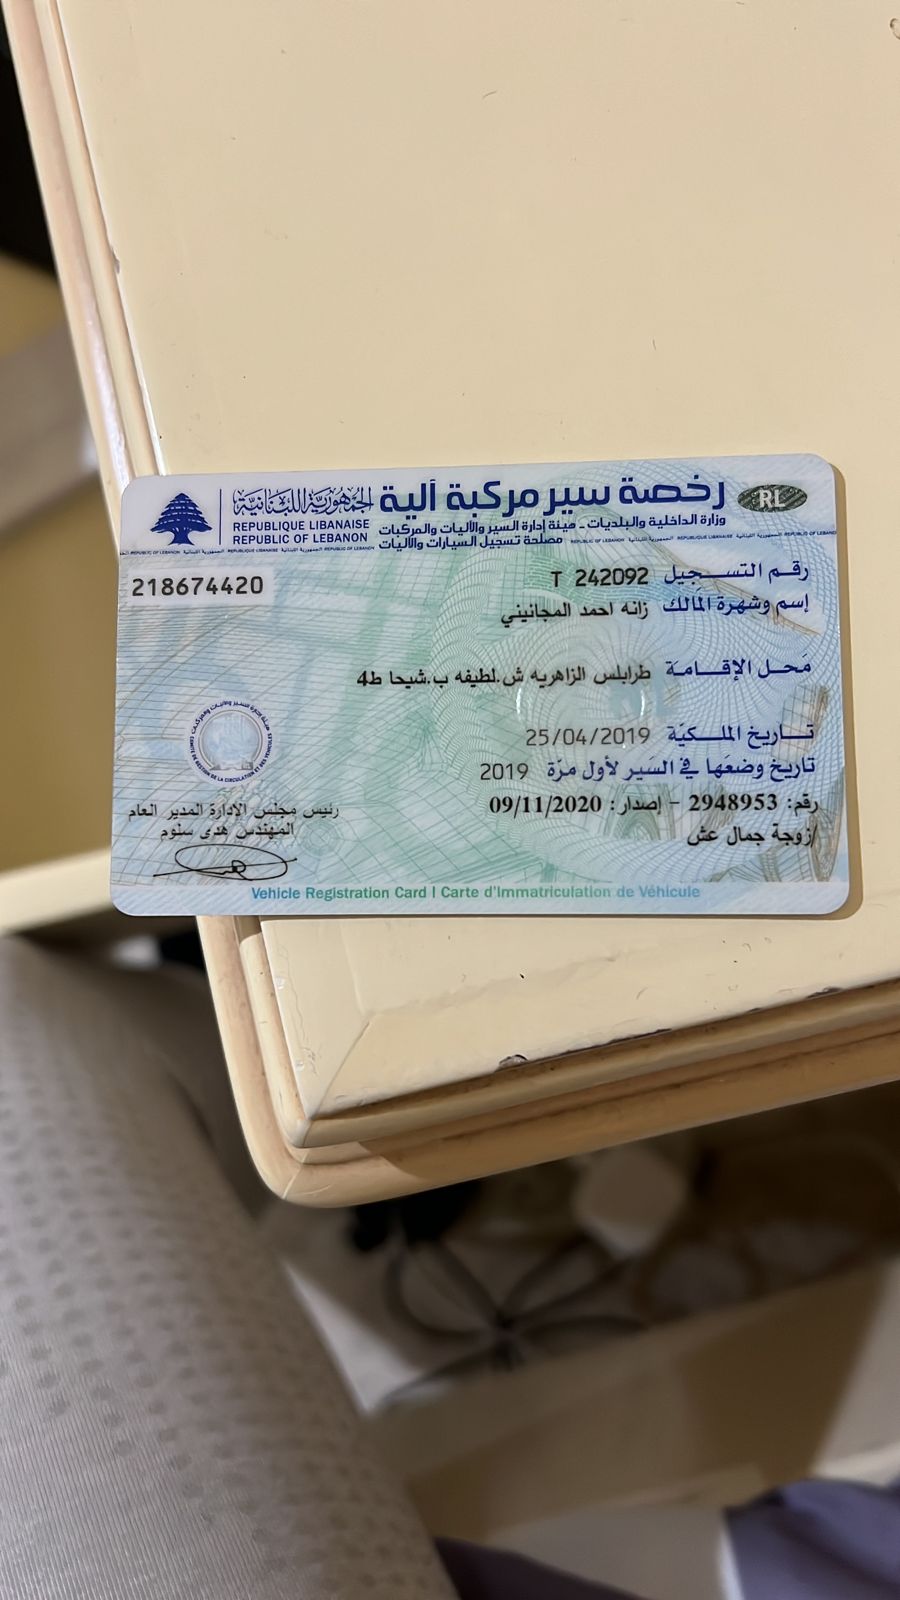 الجمهورية اللبنانية
REPUBLIQUE LIBANAISE
REPUBLIC OF LEBANON
رخصة سير مركبة آلية
RL
وزارة الداخلية والبلديات - هيئة إدارة السير والآليات والمركبات
مصلحة تسجيل السيارات والآليات
218674420
رقم التسجيل T 242092
إسم وشهرة المالك زانه احمد المجانيني
محل الإقامة طرابلس الزاهريه ش.لطيفه ب.شيحا ط4
تاريخ الملكية 25/04/2019
تاريخ وضعها في السير لأول مرة 2019
رقم: 2948953 - إصدار: 09/11/2020
/زوجة جمال عش
رئيس مجلس الإدارة المدير العام
المهندس هدى سلوم
Vehicle Registration Card | Carte d'Immatriculation de Véhicule